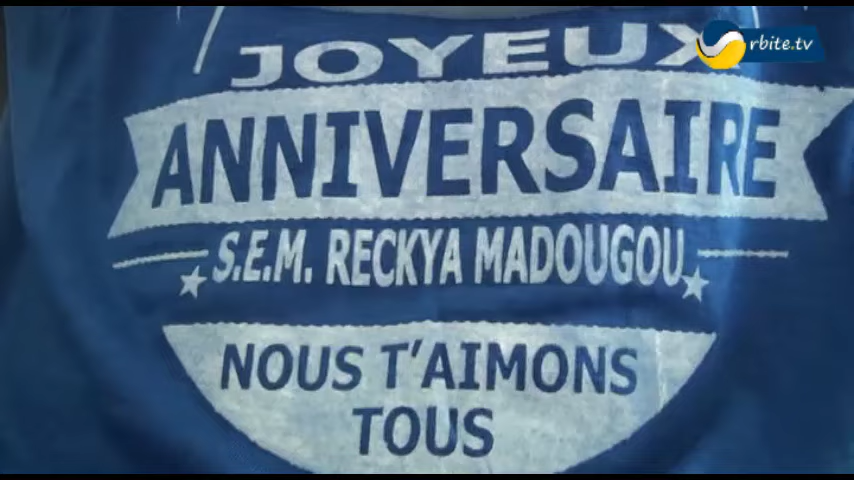 rbite.tv
JOYEUX
ANNIVERSAIRE
S.E.M. RECKYA MADOUGOU
NOUS T'AIMONS
TOUS